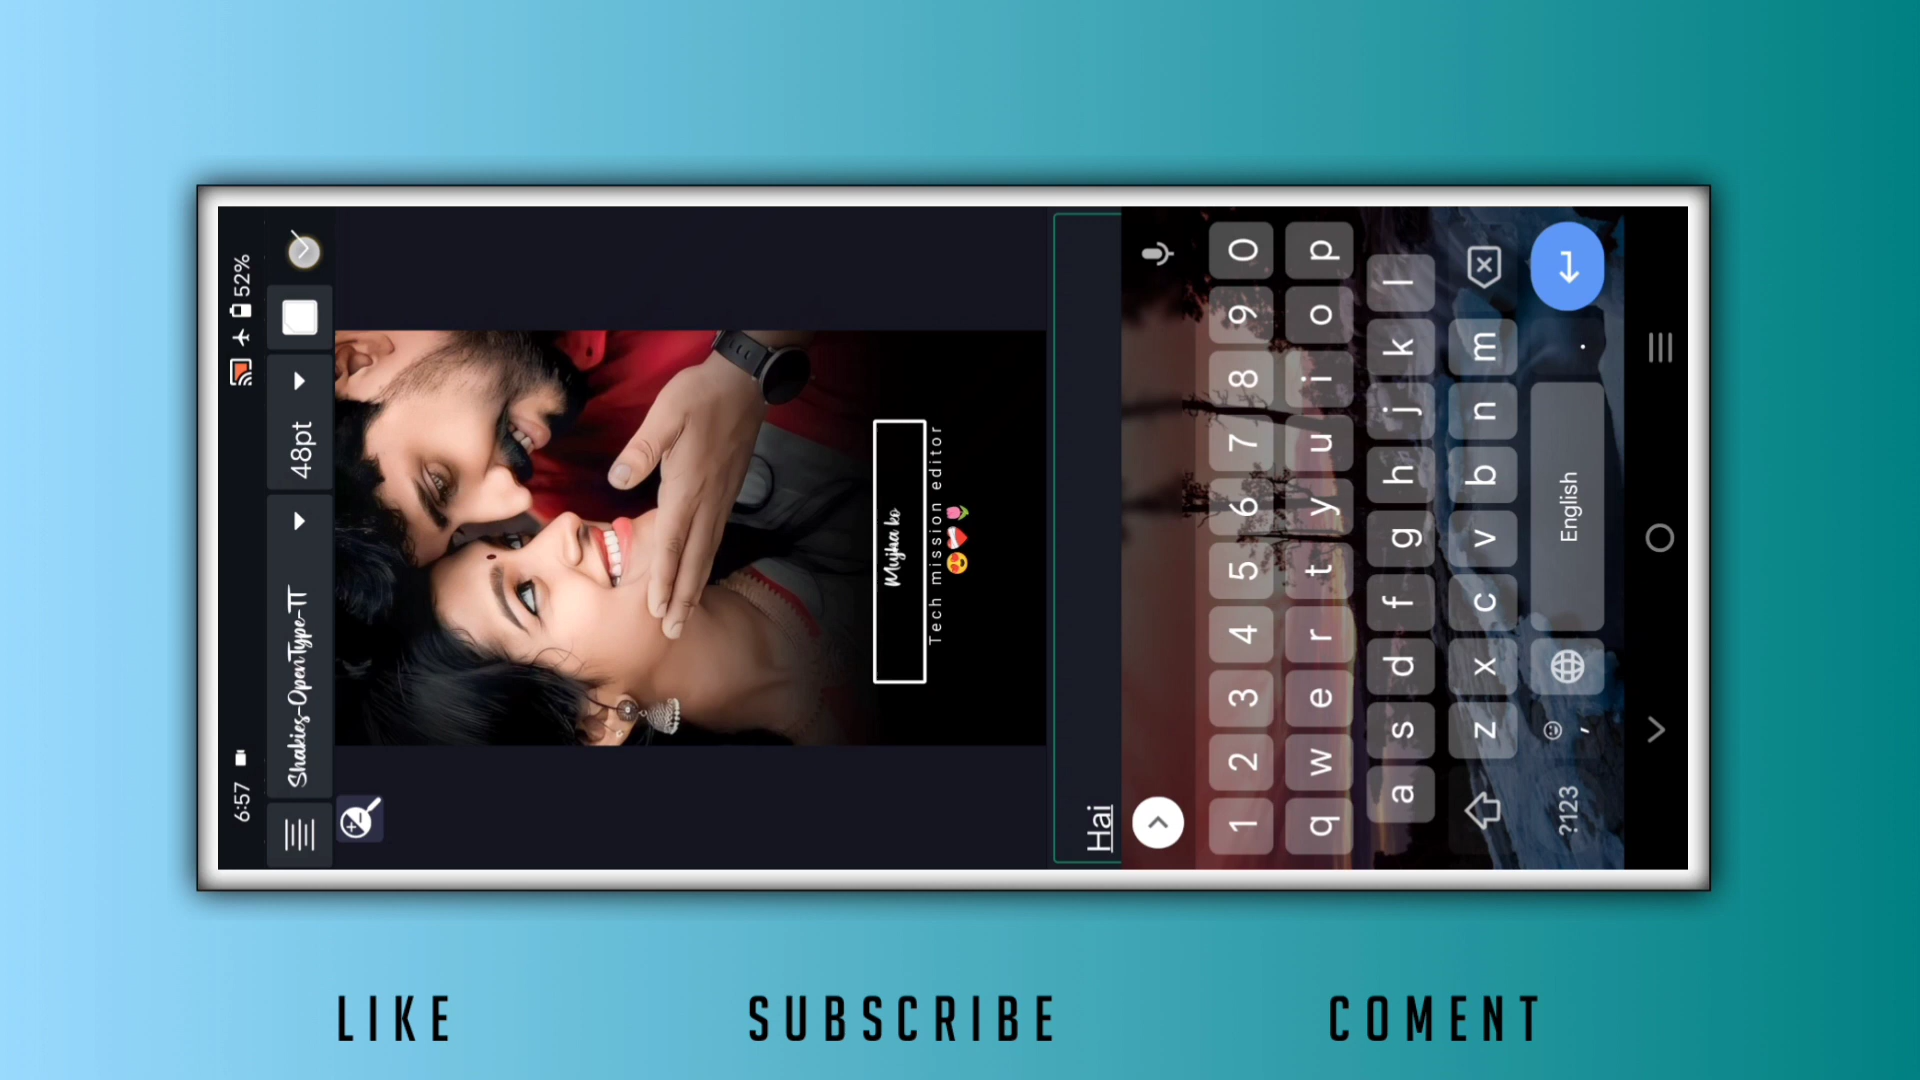 6:57 52%
Shakies-OpenType-TT 48pt
Mujha ko
Tech mission editor
😍❤️🌷
Hai
1 2 3 4 5 6 7 8 9 0
q w e r t y u i o p
a s d f g h j k l
z x c v b n m
?123 , English .
LIKE SUBSCRIBE COMENT